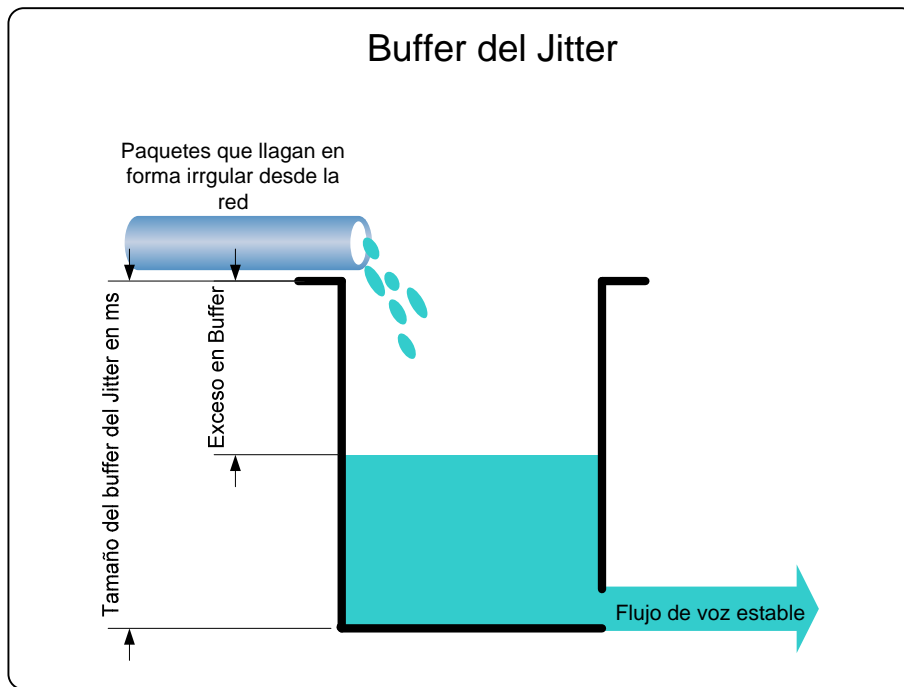 Buffer del Jitter
Paquetes que llagan en
forma irrgular desde la
red
Tamaño del buffer del Jitter en ms
Exceso en Buffer
Flujo de voz estable